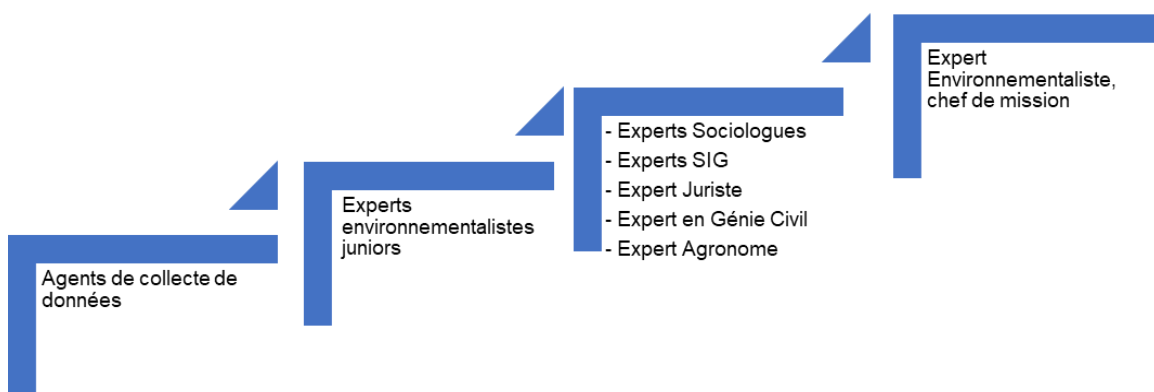 Agents de collecte de
données
Experts
environnementalistes
juniors
- Experts Sociologues
- Experts SIG
- Expert Juriste
- Expert en Génie Civil
- Expert Agronome
Expert
Environnementaliste,
chef de mission